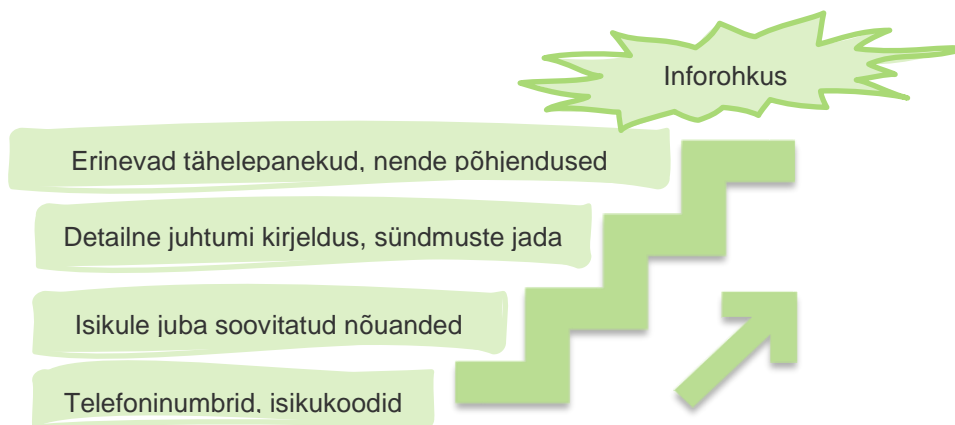 Inforohkus
Erinevad tähelepanekud, nende põhjendused
Detailne juhtumi kirjeldus, sündmuste jada
Isikule juba soovitatud nõuanded
Telefoninumbrid, isikukoodid